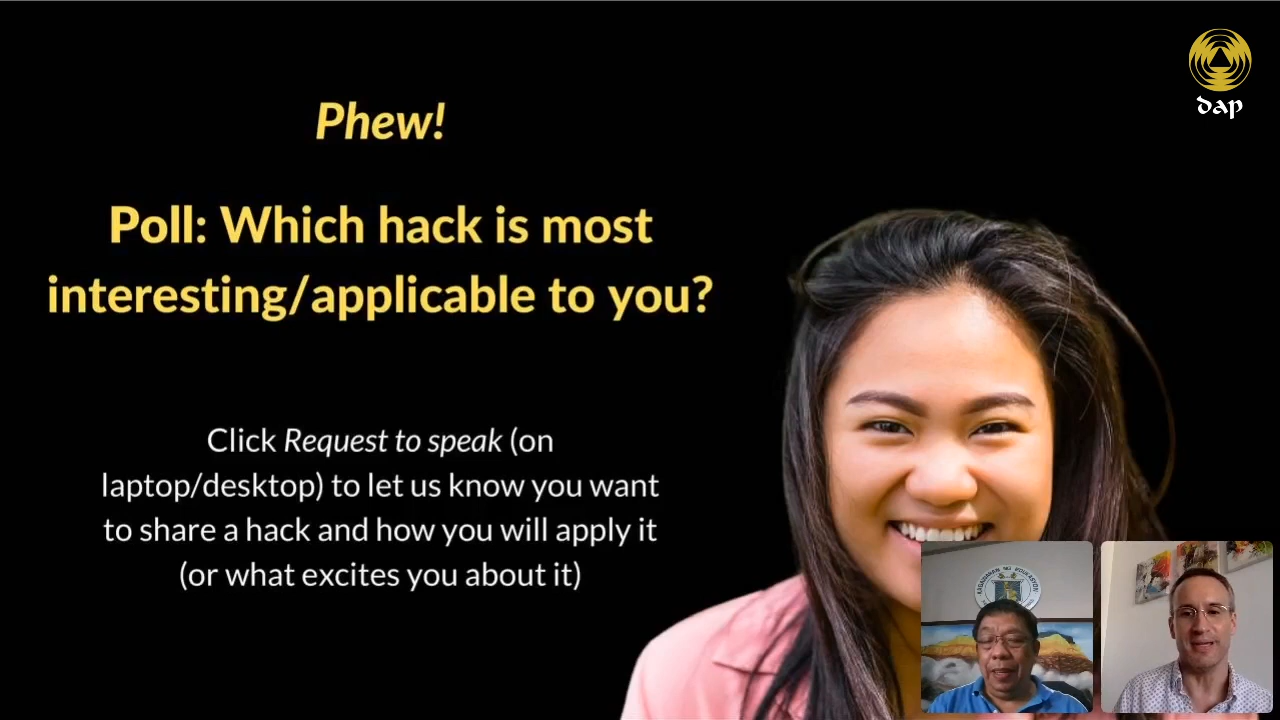 dap
Phew!
Poll: Which hack is most
interesting/applicable to you?
Click Request to speak (on
laptop/desktop) to let us know you want
to share a hack and how you will apply it
(or what excites you about it)